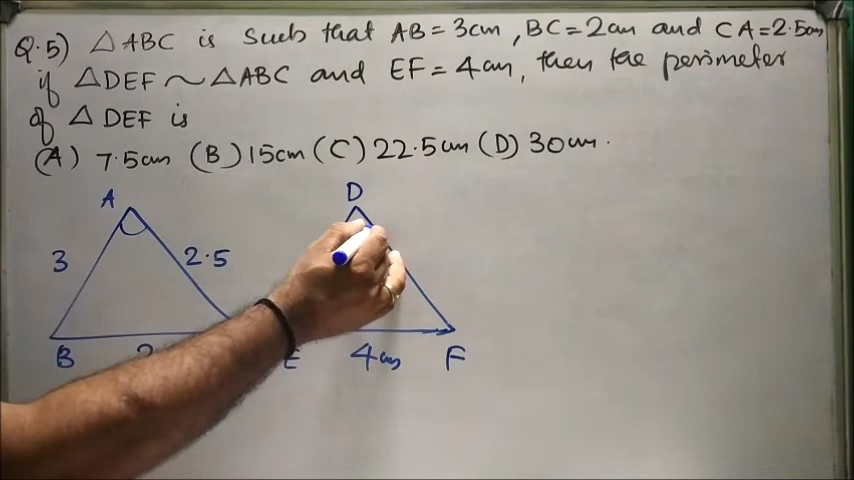 Q.5) △ABC is such that AB = 3cm, BC = 2cm and CA = 2.5cm
if △DEF ~ △ABC and EF = 4cm, then the perimeter
of △DEF is
(A) 7.5cm (B) 15cm (C) 22.5cm (D) 30cm.
A
D
3
2.5
B
2
E
4cm
F